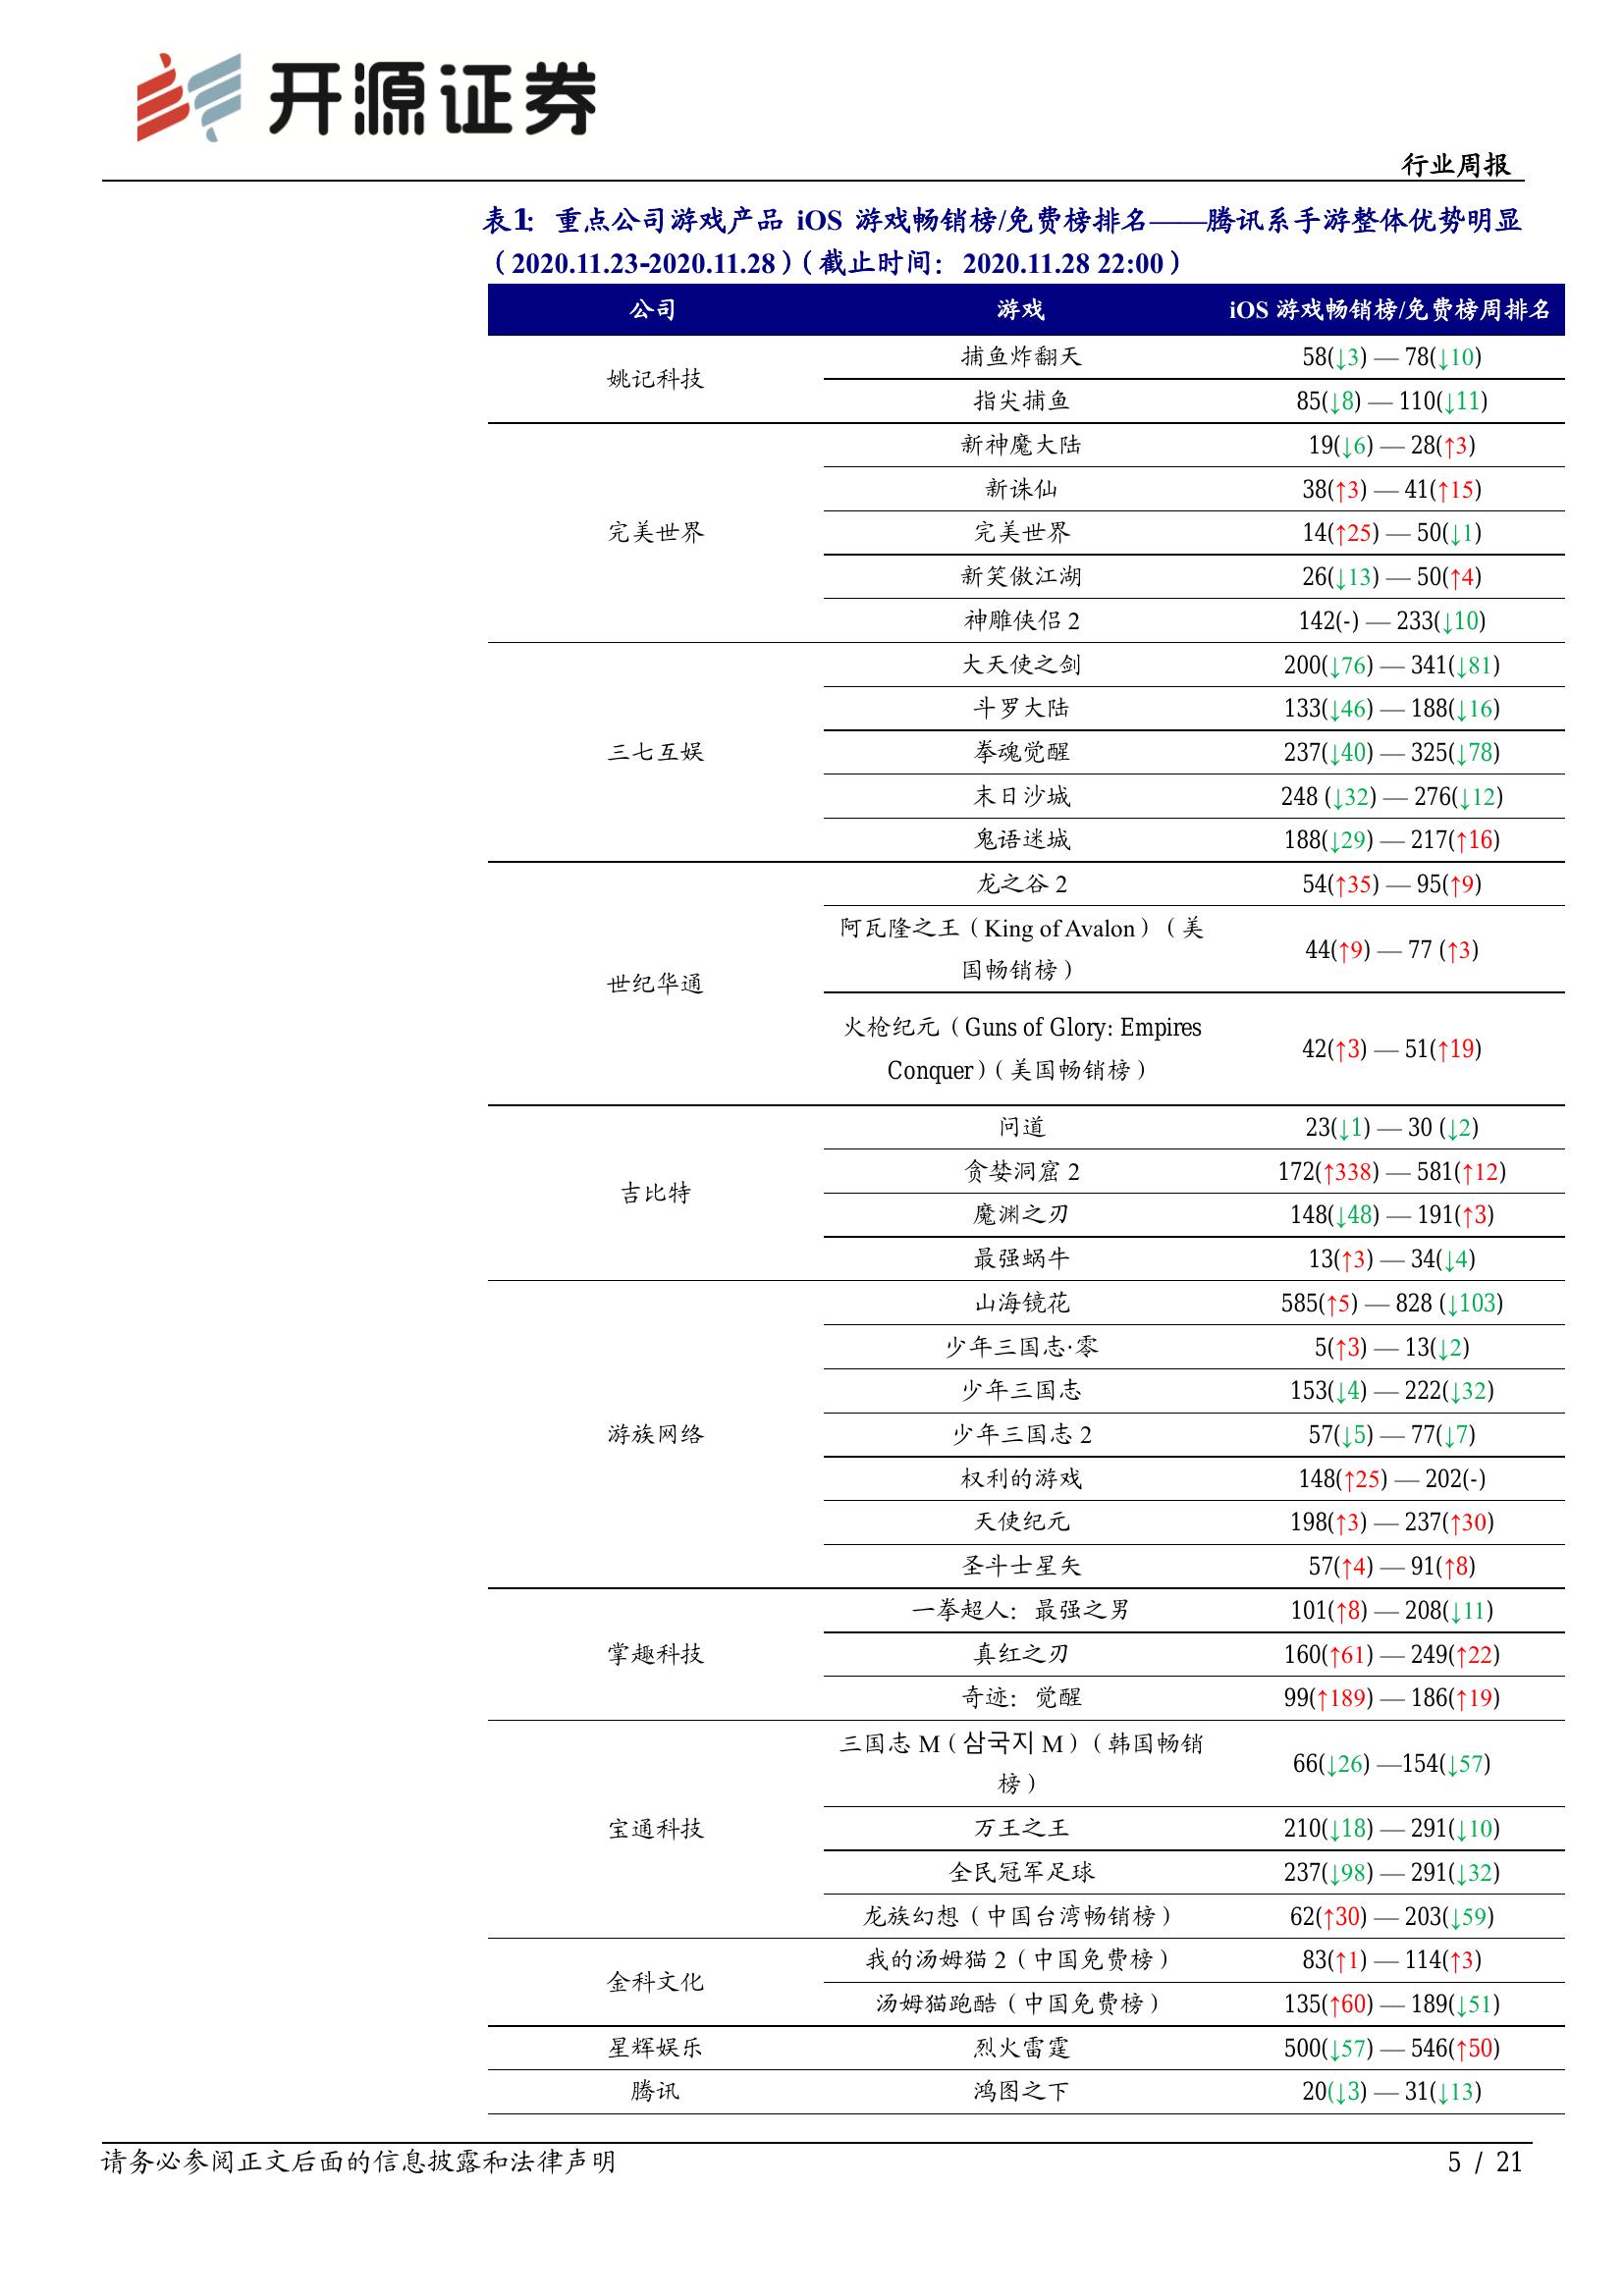 开源证券
行业周报
表1: 重点公司游戏产品 iOS 游戏畅销榜/免费榜排名——腾讯系手游整体优势明显
（2020.11.23-2020.11.28）（截止时间：2020.11.28 22:00）
公司 游戏 iOS 游戏畅销榜/免费榜周排名
姚记科技
捕鱼炸翻天 58(↓3) — 78(↓10)
指尖捕鱼 85(↓8) — 110(↓11)
完美世界
新神魔大陆 19(↓6) — 28(↑3)
新诛仙 38(↑3) — 41(↑15)
完美世界 14(↑25) — 50(↓1)
新笑傲江湖 26(↓13) — 50(↑4)
神雕侠侣 2 142(-) — 233(↓10)
三七互娱
大天使之剑 200(↓76) — 341(↓81)
斗罗大陆 133(↓46) — 188(↓16)
拳魂觉醒 237(↓40) — 325(↓78)
末日沙城 248 (↓32) — 276(↓12)
鬼语迷城 188(↓29) — 217(↑16)
世纪华通
龙之谷 2 54(↑35) — 95(↑9)
阿瓦隆之王（King of Avalon）（美
国畅销榜） 44(↑9) — 77 (↑3)
火枪纪元（Guns of Glory: Empires
Conquer）（美国畅销榜） 42(↑3) — 51(↑19)
吉比特
问道 23(↓1) — 30 (↓2)
贪婪洞窟 2 172(↑338) — 581(↑12)
魔渊之刃 148(↓48) — 191(↑3)
最强蜗牛 13(↑3) — 34(↓4)
游族网络
山海镜花 585(↑5) — 828 (↓103)
少年三国志·零 5(↑3) — 13(↓2)
少年三国志 153(↓4) — 222(↓32)
少年三国志 2 57(↓5) — 77(↓7)
权利的游戏 148(↑25) — 202(-)
天使纪元 198(↑3) — 237(↑30)
圣斗士星矢 57(↑4) — 91(↑8)
掌趣科技
一拳超人：最强之男 101(↑8) — 208(↓11)
真红之刃 160(↑61) — 249(↑22)
奇迹：觉醒 99(↑189) — 186(↑19)
宝通科技
三国志 M（삼국지 M）（韩国畅销
榜） 66(↓26) —154(↓57)
万王之王 210(↓18) — 291(↓10)
全民冠军足球 237(↓98) — 291(↓32)
龙族幻想（中国台湾畅销榜） 62(↑30) — 203(↓59)
金科文化
我的汤姆猫 2（中国免费榜） 83(↑1) — 114(↑3)
汤姆猫跑酷（中国免费榜） 135(↑60) — 189(↓51)
星辉娱乐 烈火雷霆 500(↓57) — 546(↑50)
腾讯 鸿图之下 20(↓3) — 31(↓13)
请务必参阅正文后面的信息披露和法律声明 5 / 21